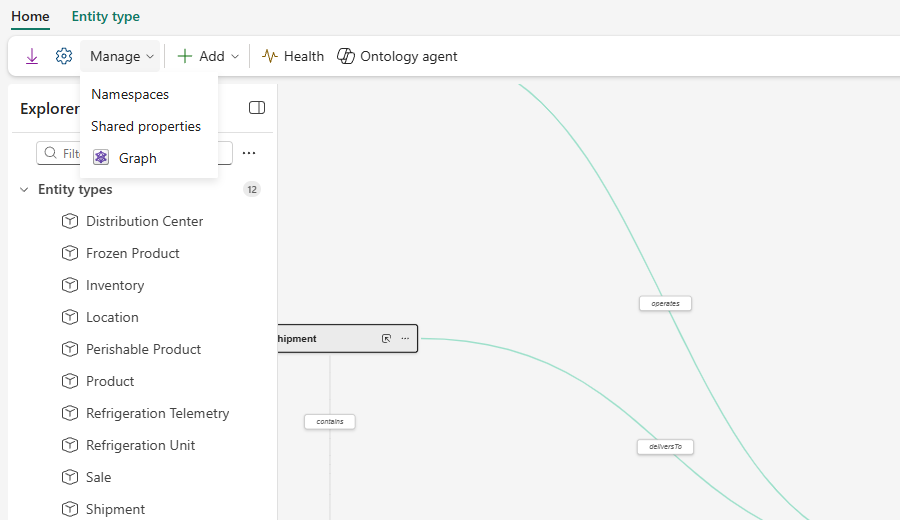 Home Entity type
Manage Add Health Ontology agent
Namespaces
Explorer
Shared properties
Graph
Entity types 12
Distribution Center
Frozen Product
Inventory
Location
operates
Perishable Product
hipment
Product
Refrigeration Telemetry
contains
Refrigeration Unit
deliversTo
Sale
Shipment